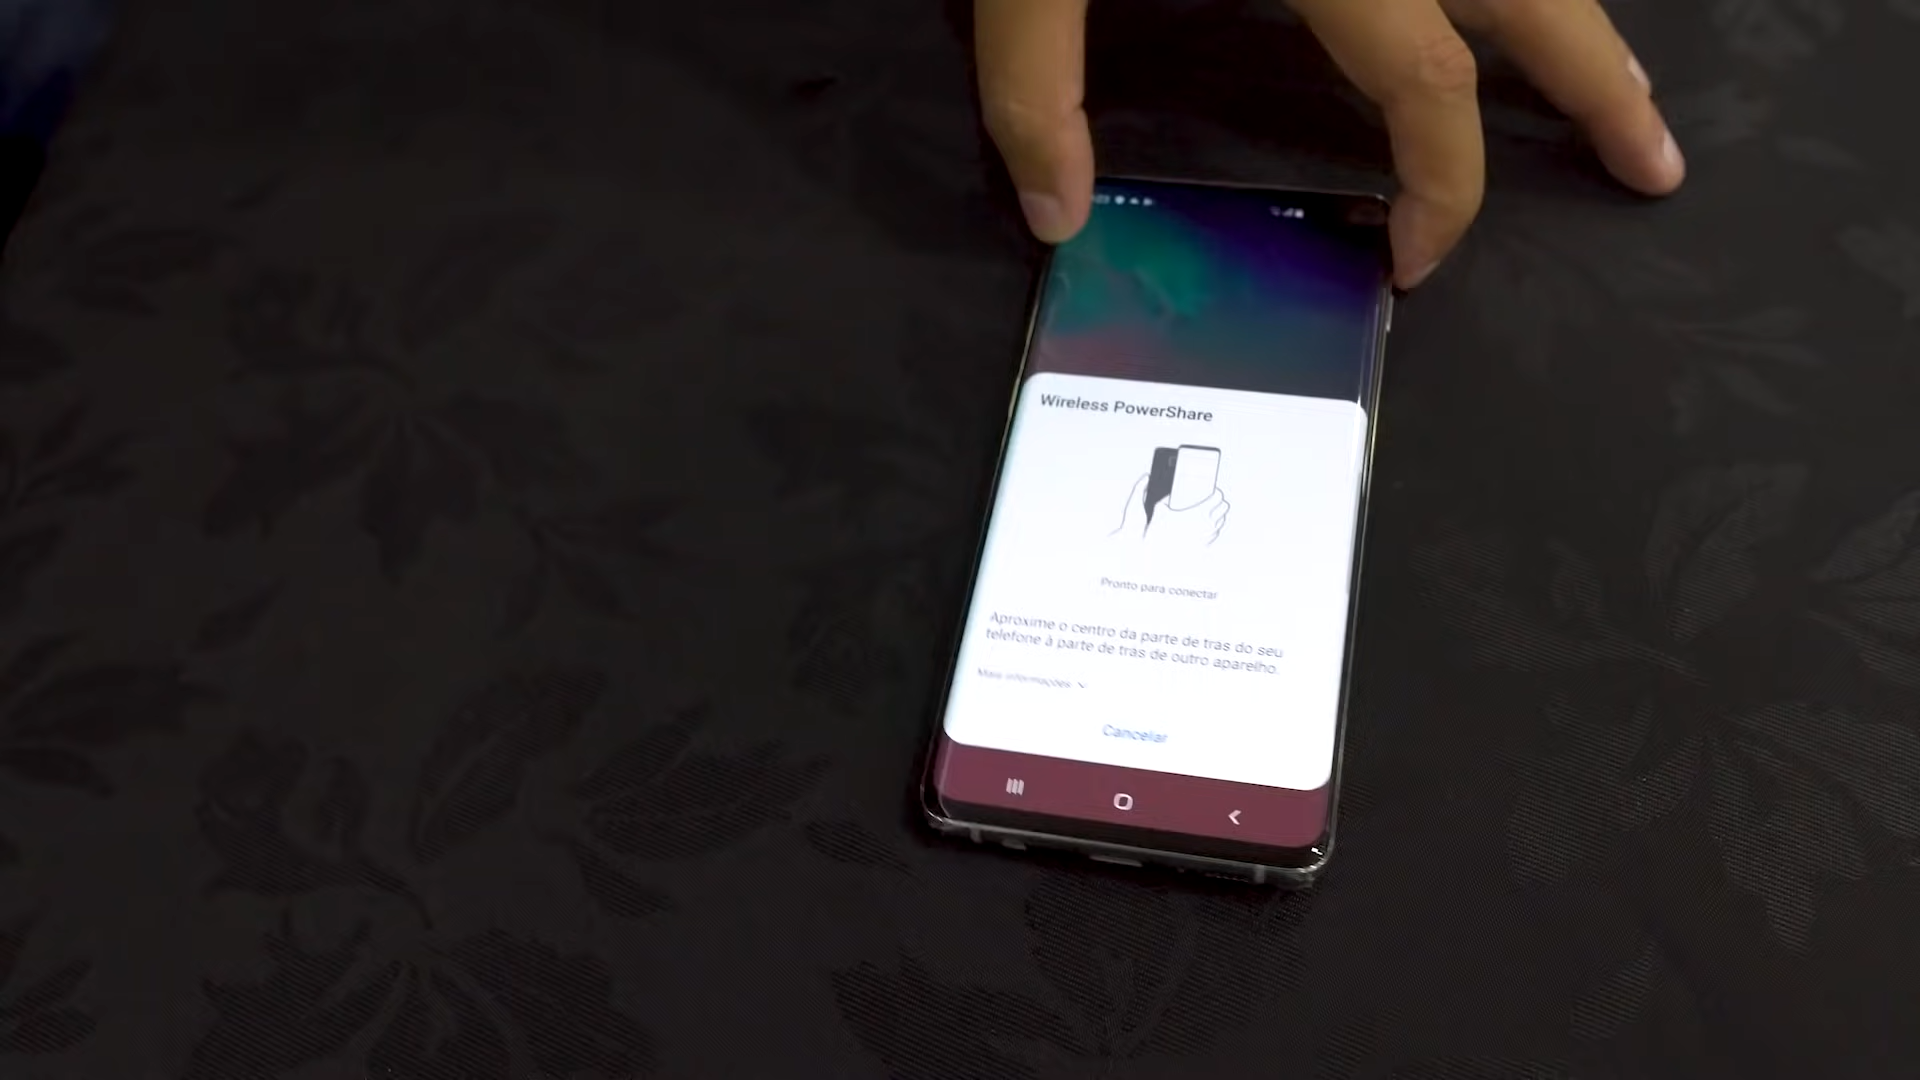 Wireless PowerShare
Pronto para conectar
Aproxime o centro da parte de tras do seu
telefone à parte de trás de outro aparelho.
Mais informações
Cancelar